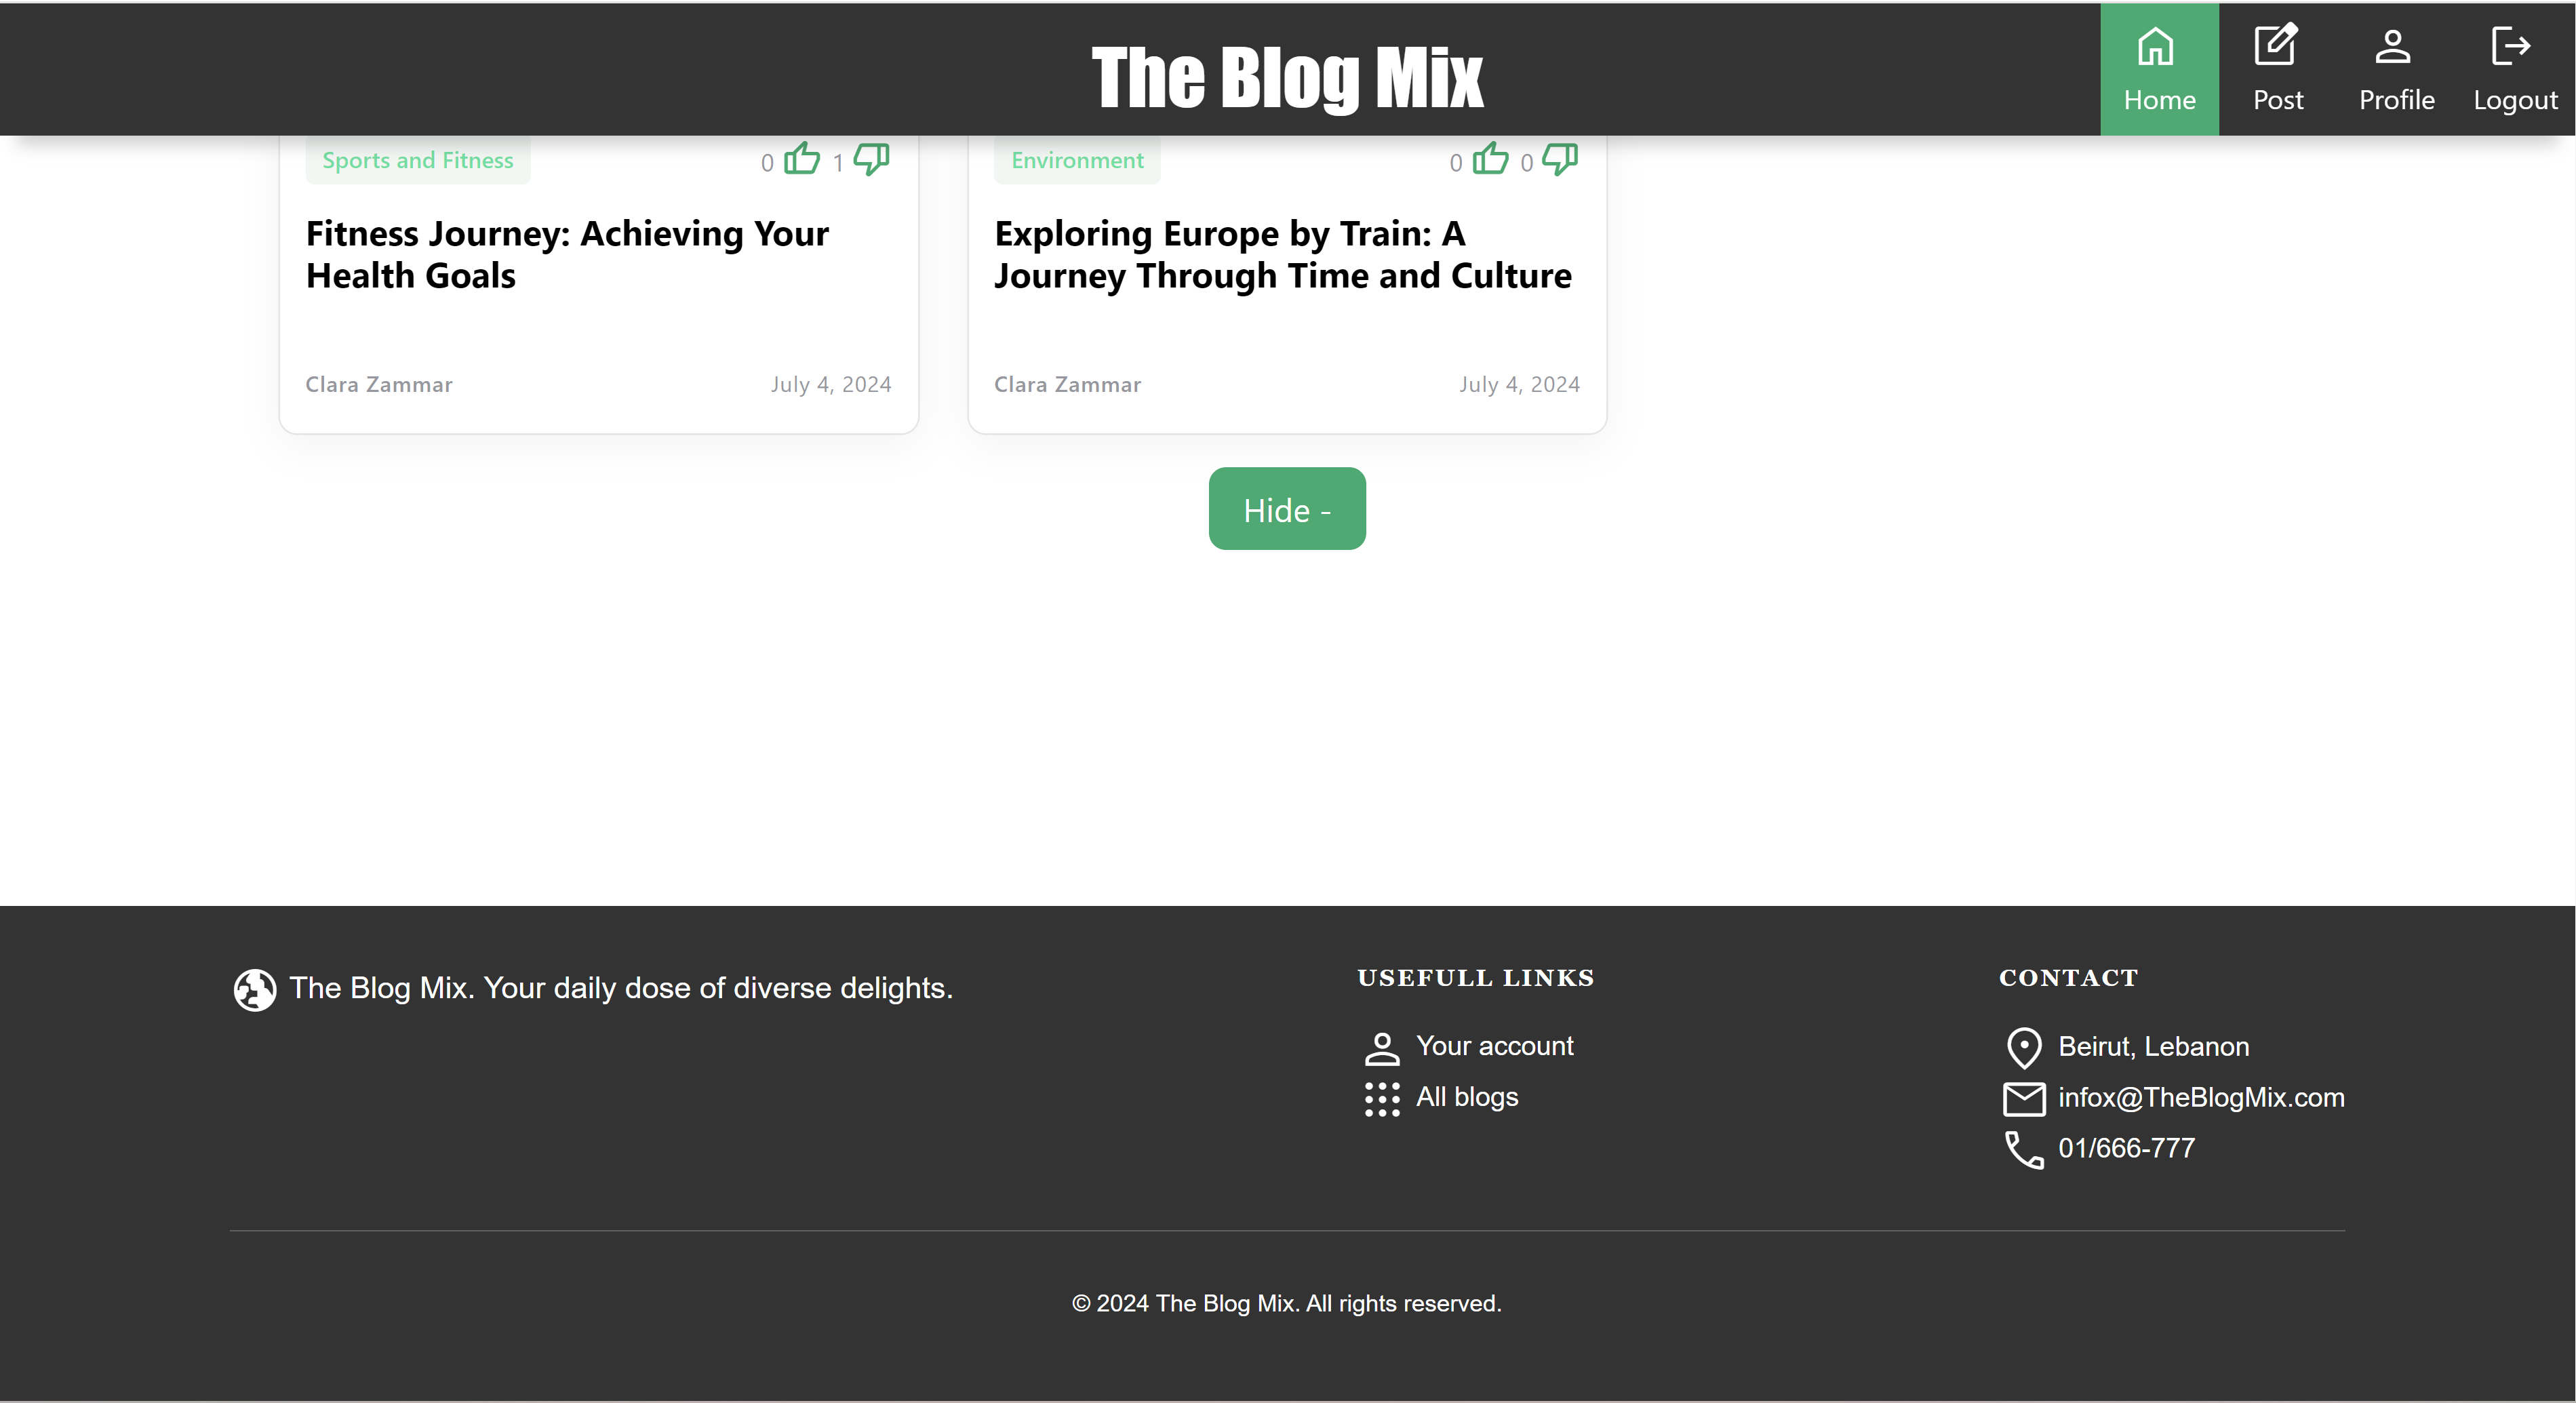 The Blog Mix
Home
Post
Profile
Logout
Sports and Fitness
0 1
Fitness Journey: Achieving Your
Health Goals
Clara Zammar
July 4, 2024
Environment
0 0
Exploring Europe by Train: A
Journey Through Time and Culture
Clara Zammar
July 4, 2024
Hide -
The Blog Mix. Your daily dose of diverse delights.
USEFULL LINKS
Your account
All blogs
CONTACT
Beirut, Lebanon
infox@TheBlogMix.com
01/666-777
© 2024 The Blog Mix. All rights reserved.